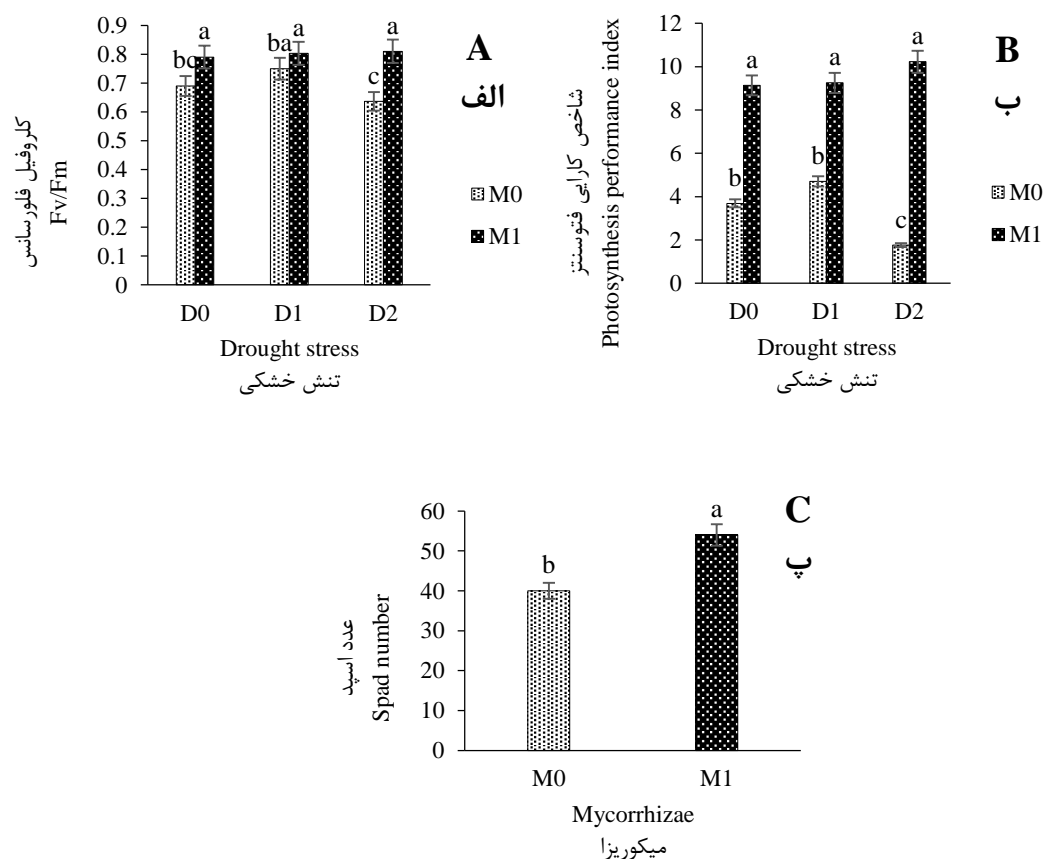 0.9
0.8
0.7
0.6
0.5
0.4
0.3
0.2
0.1
0
bc
a
ba
a
c
a
A
الف
M0
M1
کلروفیل فلورسانس
Fv/Fm
D0
D1
D2
Drought stress
تنش خشکی
12
10
8
6
4
2
0
b
a
b
a
c
a
B
ب
M0
M1
شاخص کارایی فتوسنتز
Photosynthesis performance index
D0
D1
D2
Drought stress
تنش خشکی
60
50
40
30
20
10
0
b
a
C
پ
عدد اسپد
Spad number
M0
M1
Mycorrhizae
میکوریزا